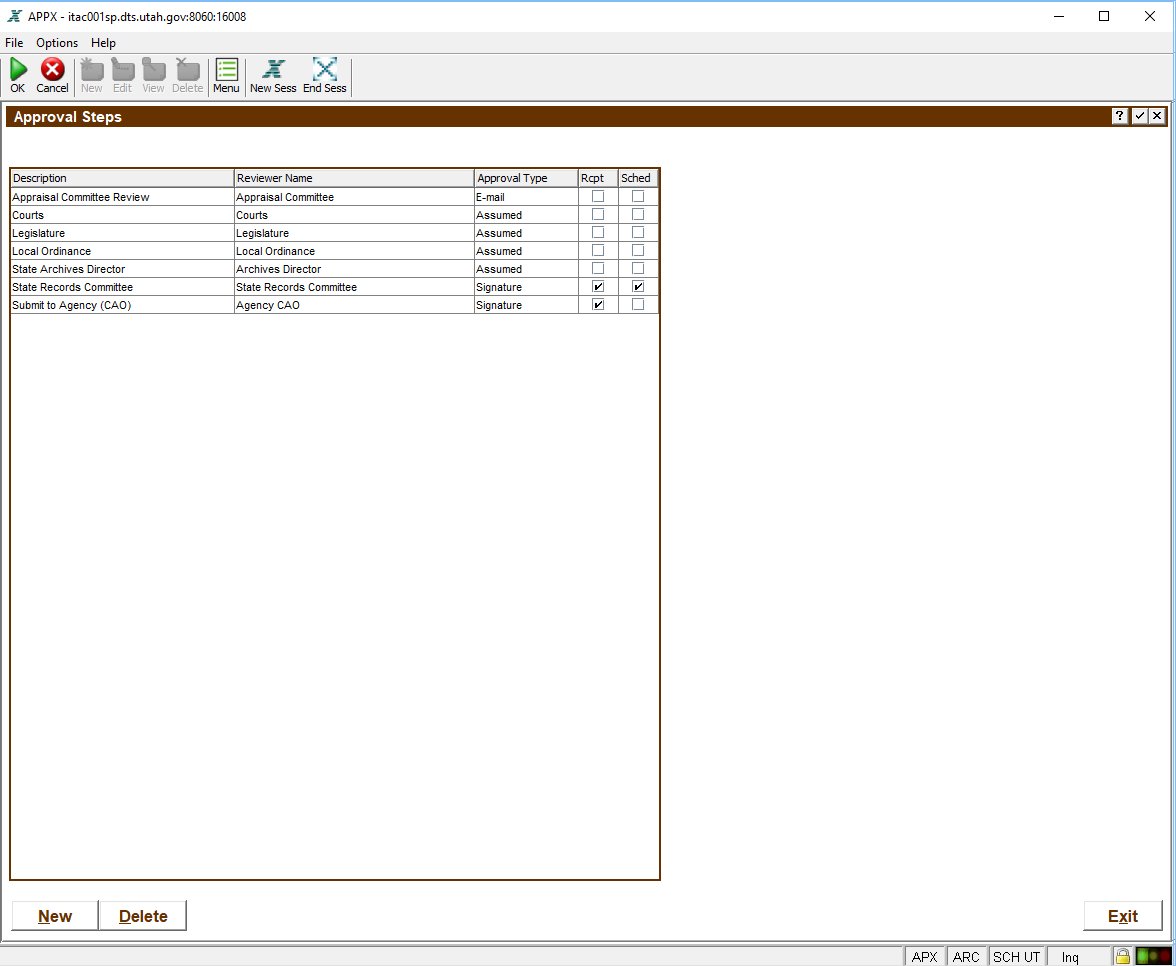 APPX - itac001sp.dts.utah.gov:8060:16008
File Options Help
OK Cancel New Edit View Delete Menu New Sess End Sess
Approval Steps ?
Description Reviewer Name Approval Type Rcpt Sched
Appraisal Committee Review Appraisal Committee E-mail
Courts Courts Assumed
Legislature Legislature Assumed
Local Ordinance Local Ordinance Assumed
State Archives Director Archives Director Assumed
State Records Committee State Records Committee Signature
Submit to Agency (CAO) Agency CAO Signature
New Delete Exit
APX ARC SCH UT Inq